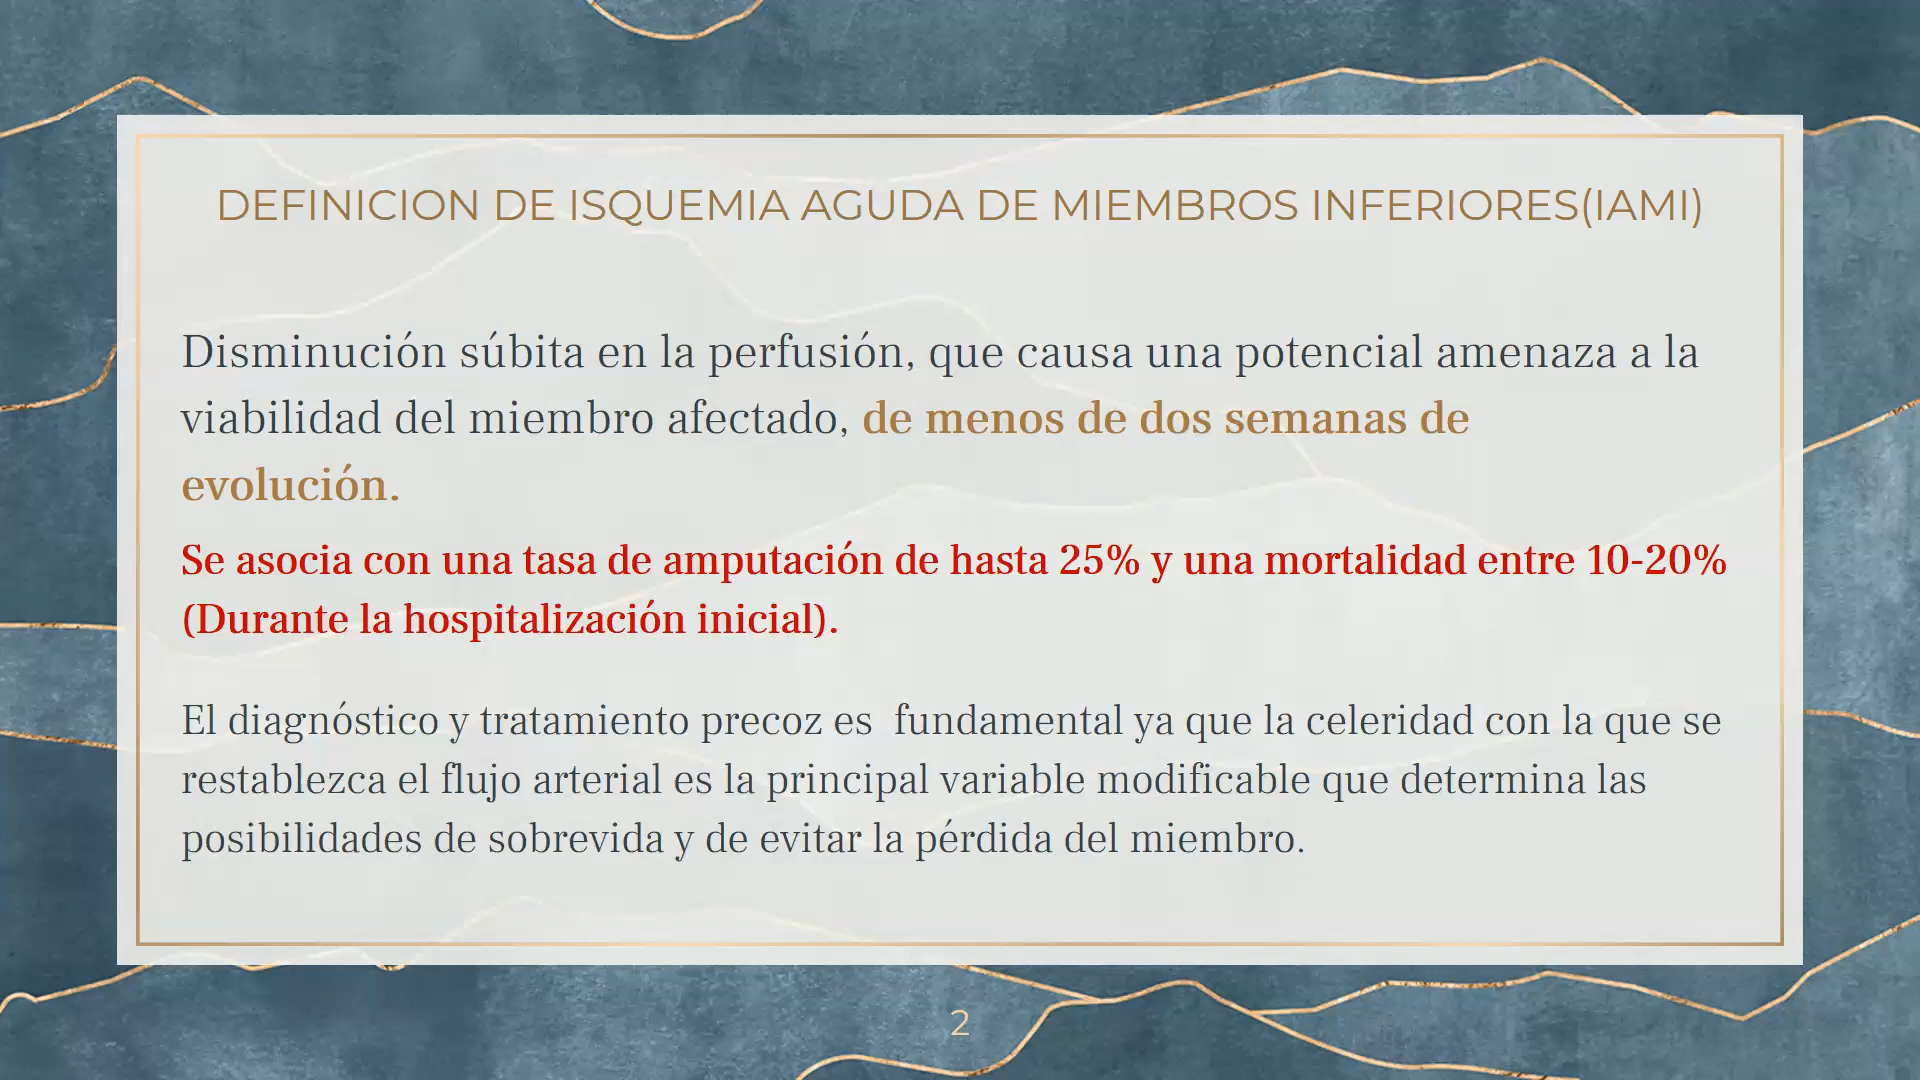 DEFINICION DE ISQUEMIA AGUDA DE MIEMBROS INFERIORES(IAMI)
Disminución súbita en la perfusión, que causa una potencial amenaza a la
viabilidad del miembro afectado, de menos de dos semanas de
evolución.
Se asocia con una tasa de amputación de hasta 25% y una mortalidad entre 10-20%
(Durante la hospitalización inicial).
El diagnóstico y tratamiento precoz es  fundamental ya que la celeridad con la que se
restablezca el flujo arterial es la principal variable modificable que determina las
posibilidades de sobrevida y de evitar la pérdida del miembro.
2